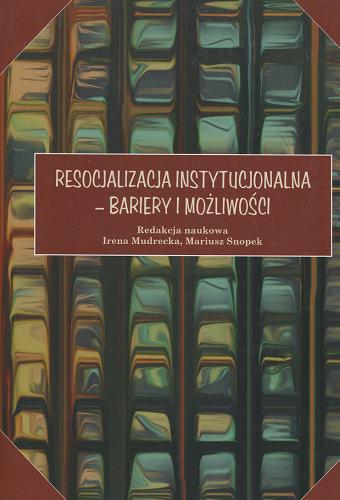 RESOCJALIZACJA INSTYTUCJONALNA
– BARIERY I MOŻLIWOŚCI
Redakcja naukowa
Irena Mudrecka, Mariusz Snopek